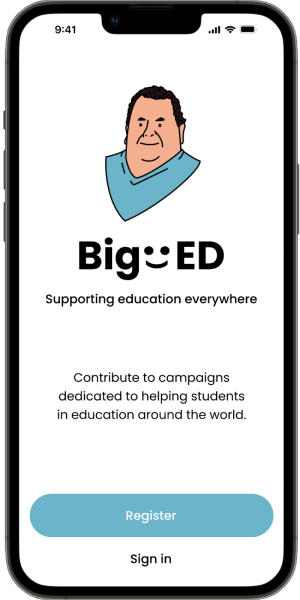 9:41
Big ED
Supporting education everywhere
Contribute to campaigns
dedicated to helping students
in education around the world.
Register
Sign in